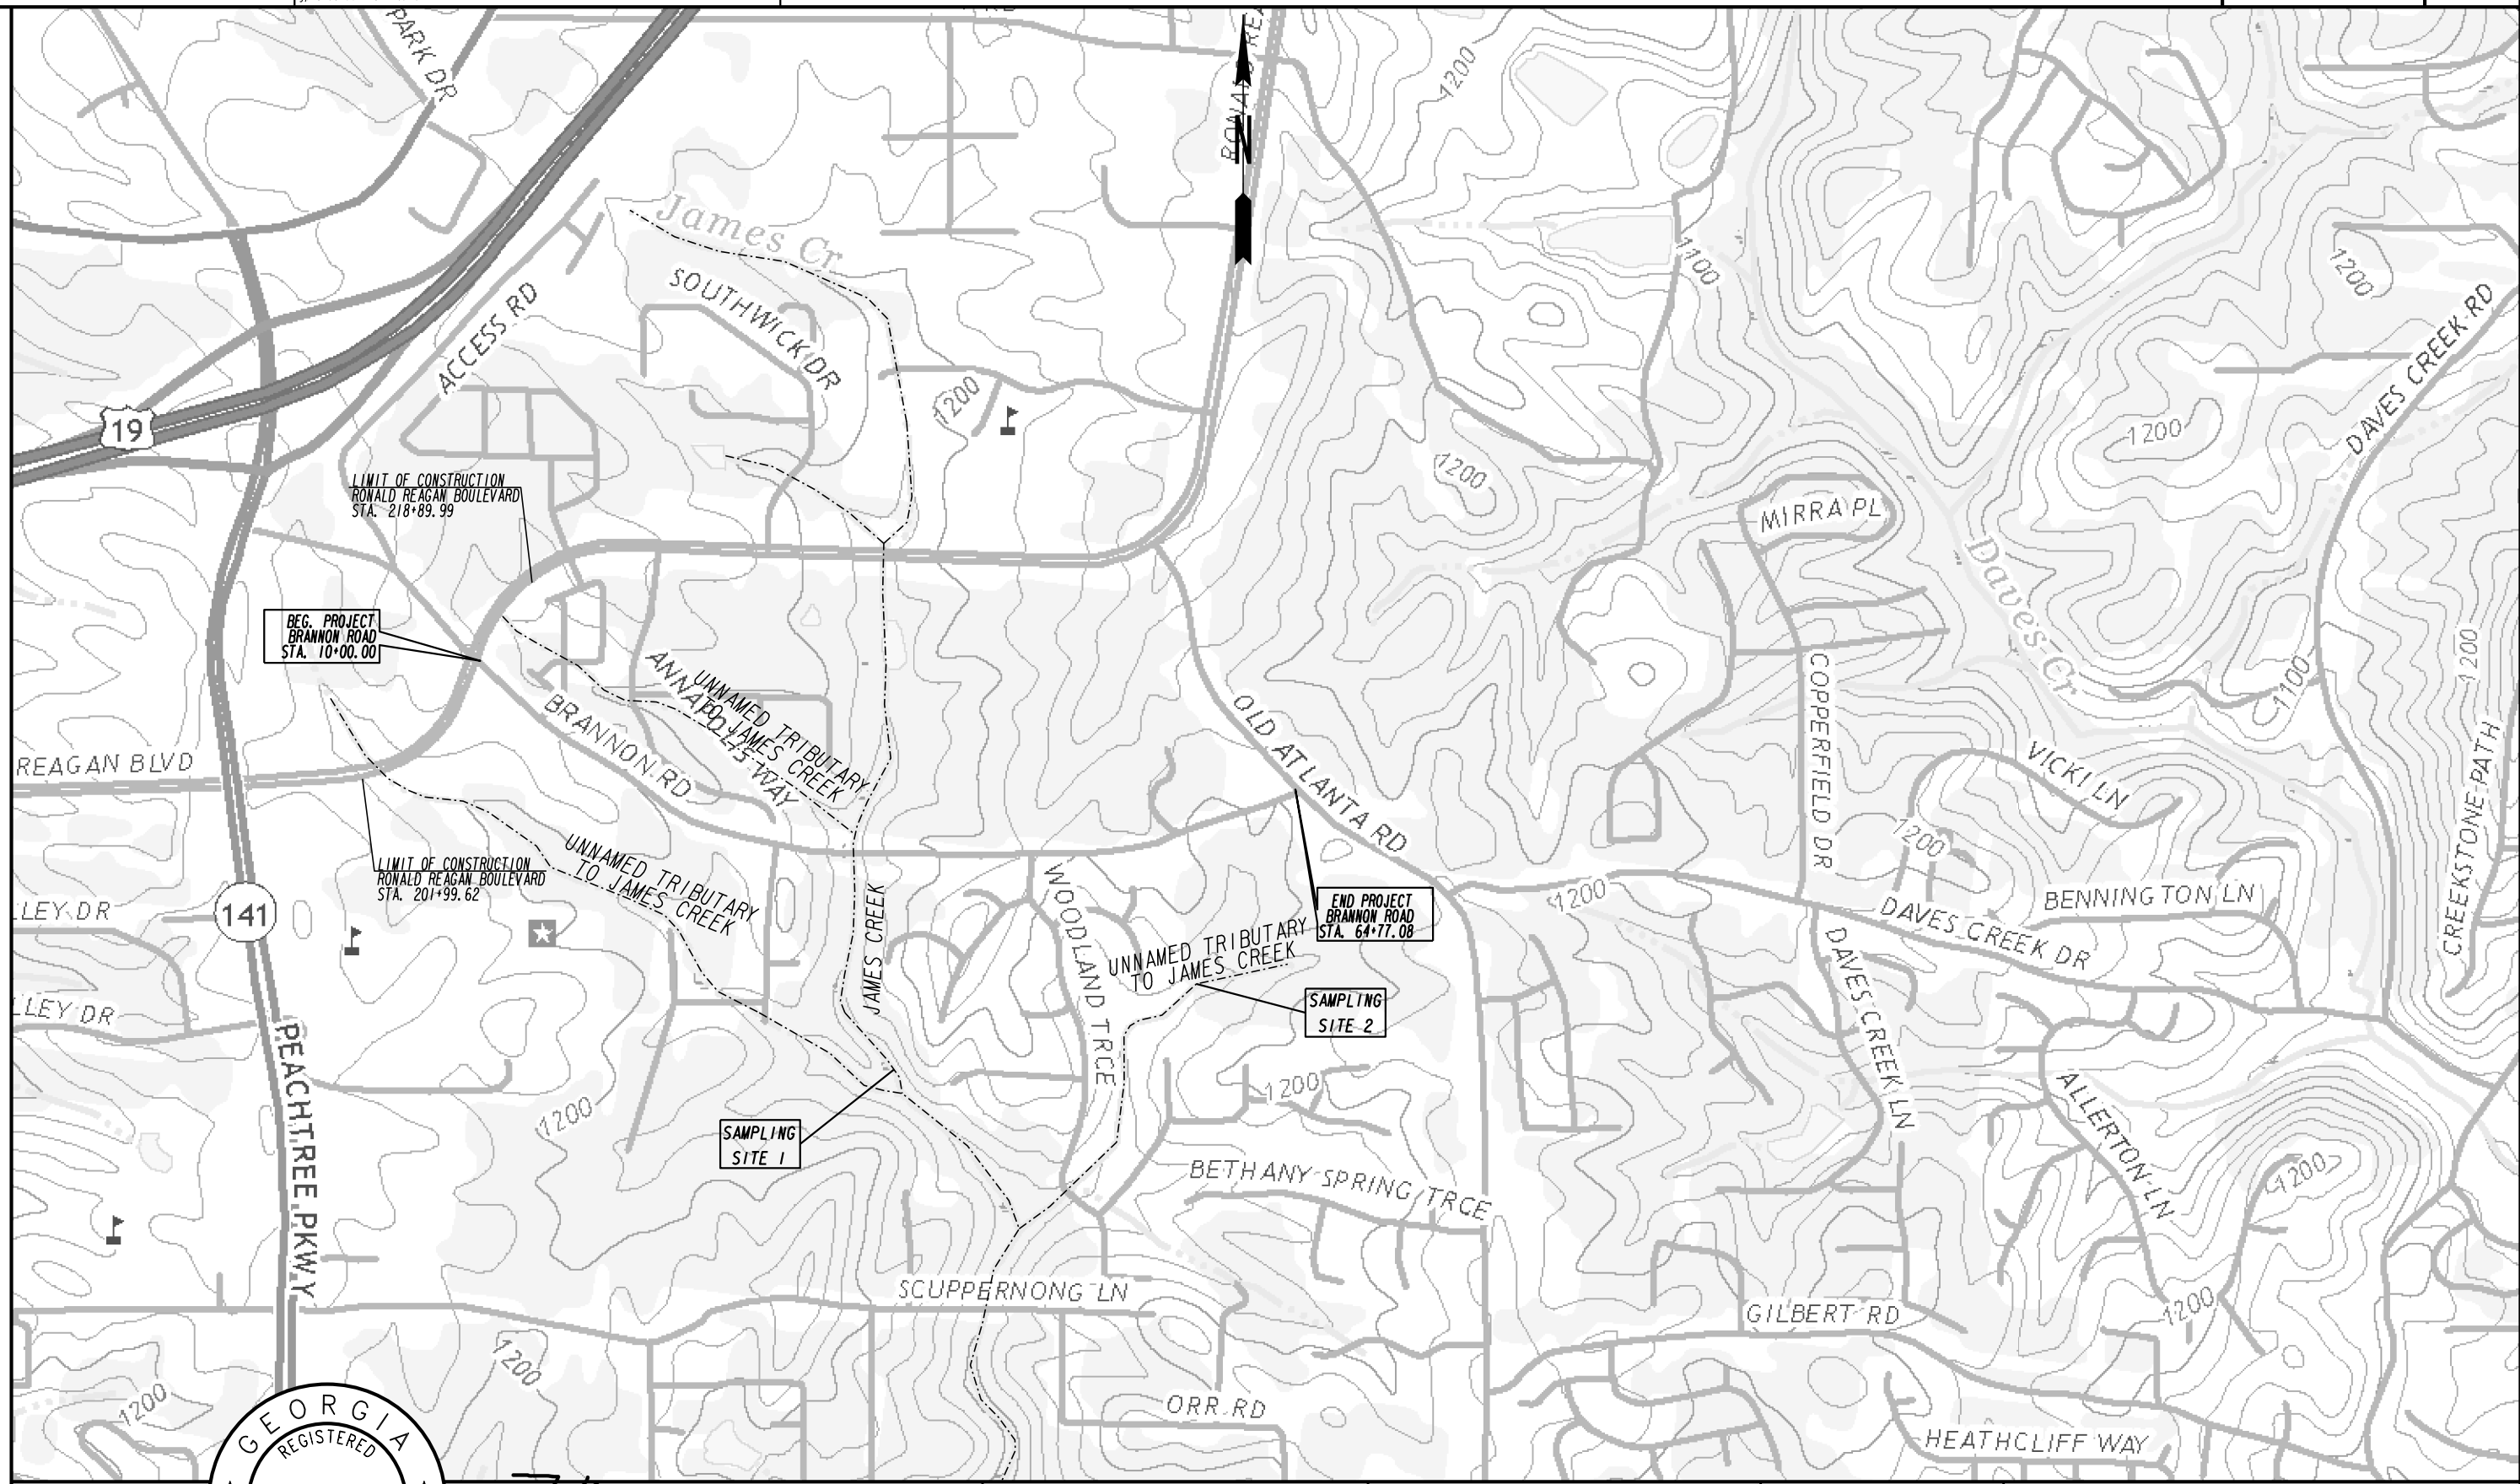 PARK DR
1200
N
James Cr
SOUTHWICK DR
ACCESS RD
1100
1200
19
1200
1200
1200
DAVES CREEK RD
LIMIT OF CONSTRUCTION
RONALD REAGAN BOULEVARD
STA. 218+89.99
MIRRA PL
Daves Cr
BEG. PROJECT
BRANNON ROAD
STA. 10+00.00
ANNAPOLIS WAY
UNNAMED TRIBUTARY
TO JAMES CREEK
BRANNON RD
REAGAN BLVD
OLD ATLANTA RD
COPPERFIELD DR
VICKI LN
1100
1200
CREEKSTONE PATH
1200
LIMIT OF CONSTRUCTION
RONALD REAGAN BOULEVARD
STA. 201+99.62
UNNAMED TRIBUTARY
TO JAMES CREEK
JAMES CREEK
WOODLAND TRCE
END PROJECT
BRANNON ROAD
STA. 64+77.08
1200
BENNINGTON LN
DAVES CREEK DR
LLEY DR
141
UNNAMED TRIBUTARY
TO JAMES CREEK
SAMPLING
SITE 2
DAVES CREEK LN
LLEY DR
PEACHTREE PKWY
1200
1200
ALLERTON LN
SAMPLING
SITE 1
BETHANY SPRING TRCE
1200
SCUPPERNONG LN
GILBERT RD
1200
1200
1200
ORR RD
HEATHCLIFF WAY
GEORGIA
REGISTERED